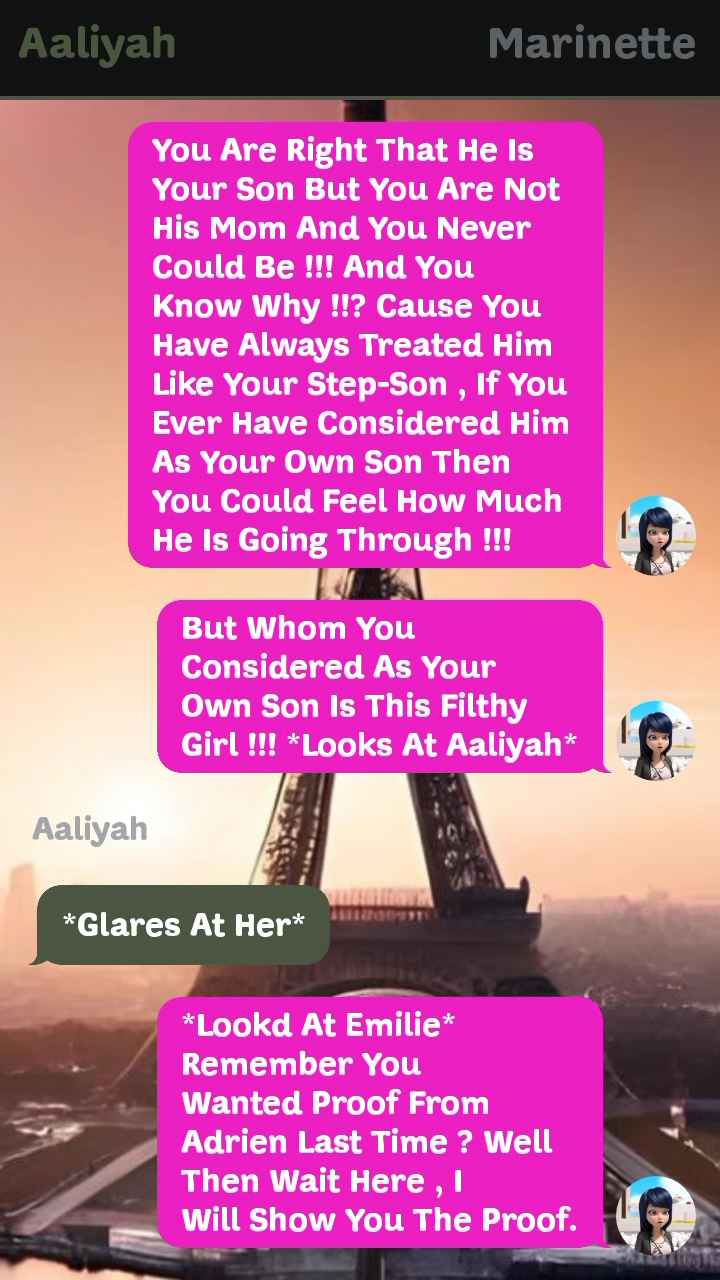 Aaliyah Marinette
You Are Right That He Is
Your Son But You Are Not
His Mom And You Never
Could Be !!! And You
Know Why !!? Cause You
Have Always Treated Him
Like Your Step-Son , If You
Ever Have Considered Him
As Your Own Son Then
You Could Feel How Much
He Is Going Through !!!
But Whom You
Considered As Your
Own Son Is This Filthy
Girl !!! *Looks At Aaliyah*
Aaliyah
*Glares At Her*
*Lookd At Emilie*
Remember You
Wanted Proof From
Adrien Last Time ? Well
Then Wait Here , I
Will Show You The Proof.